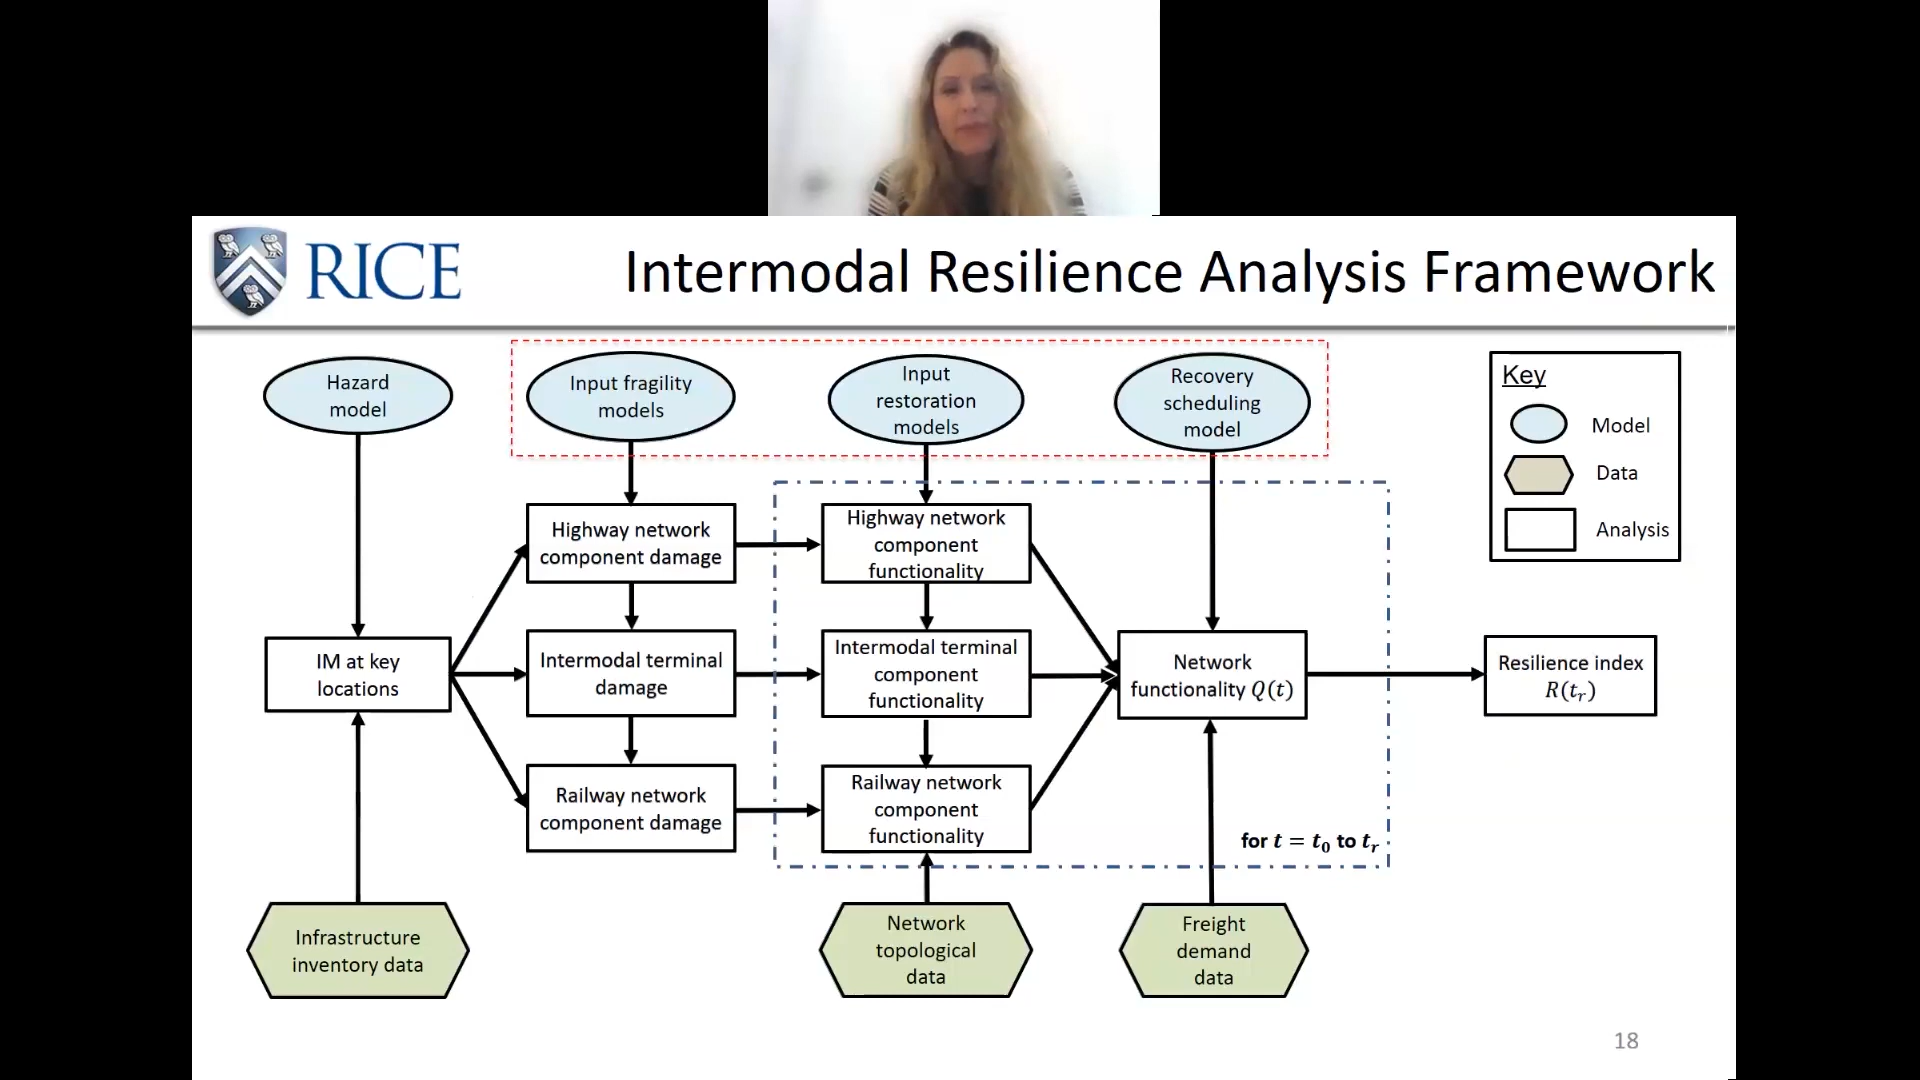 RICE
Intermodal Resilience Analysis Framework
Hazard
model
Input fragility
models
Input
restoration
models
Recovery
scheduling
model
Key
Model
Data
Analysis
Highway network
component damage
Highway network
component
functionality
IM at key
locations
Intermodal terminal
damage
Intermodal terminal
component
functionality
Network
functionality Q(t)
Resilience index
R(tᵣ)
Railway network
component damage
Railway network
component
functionality
for t = t₀ to tᵣ
Infrastructure
inventory data
Network
topological
data
Freight
demand
data
18